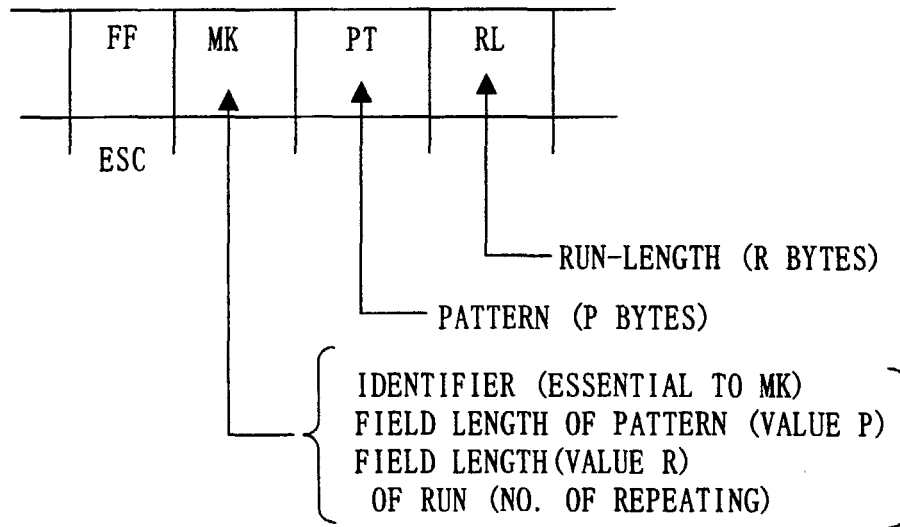 FF MK PT RL
ESC
RUN-LENGTH (R BYTES)
PATTERN (P BYTES)
IDENTIFIER (ESSENTIAL TO MK)
FIELD LENGTH OF PATTERN (VALUE P)
FIELD LENGTH(VALUE R)
OF RUN (NO. OF REPEATING)